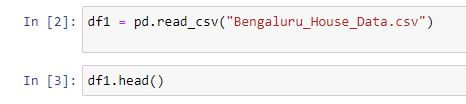 In [2]: df1 = pd.read_csv("Bengaluru_House_Data.csv")
In [3]: df1.head()